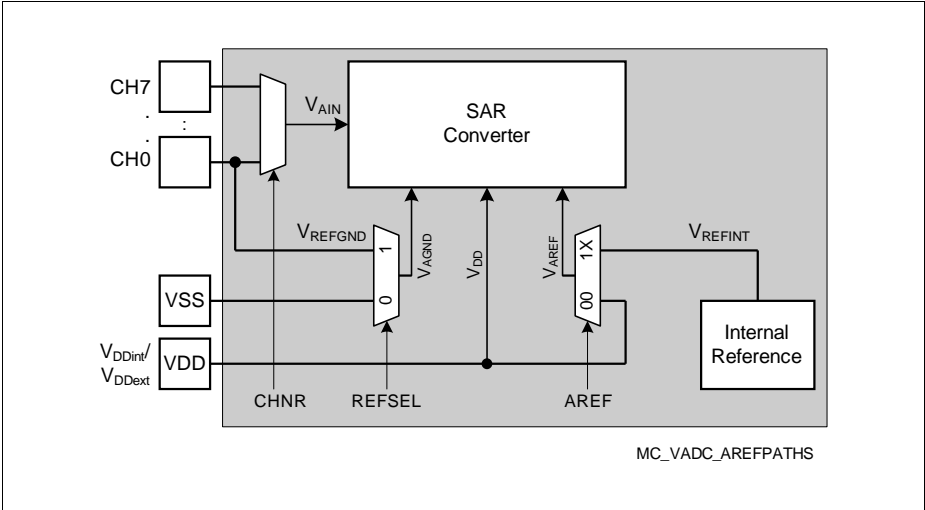 CH7
.
:
.
CH0
VAIN
SAR
Converter
VREFGND
1
0
VAGND
VDD
VAREF
1X
00
VREFINT
VSS
VDDint/
VDDext
VDD
Internal
Reference
CHNR
REFSEL
AREF
MC_VADC_AREFPATHS